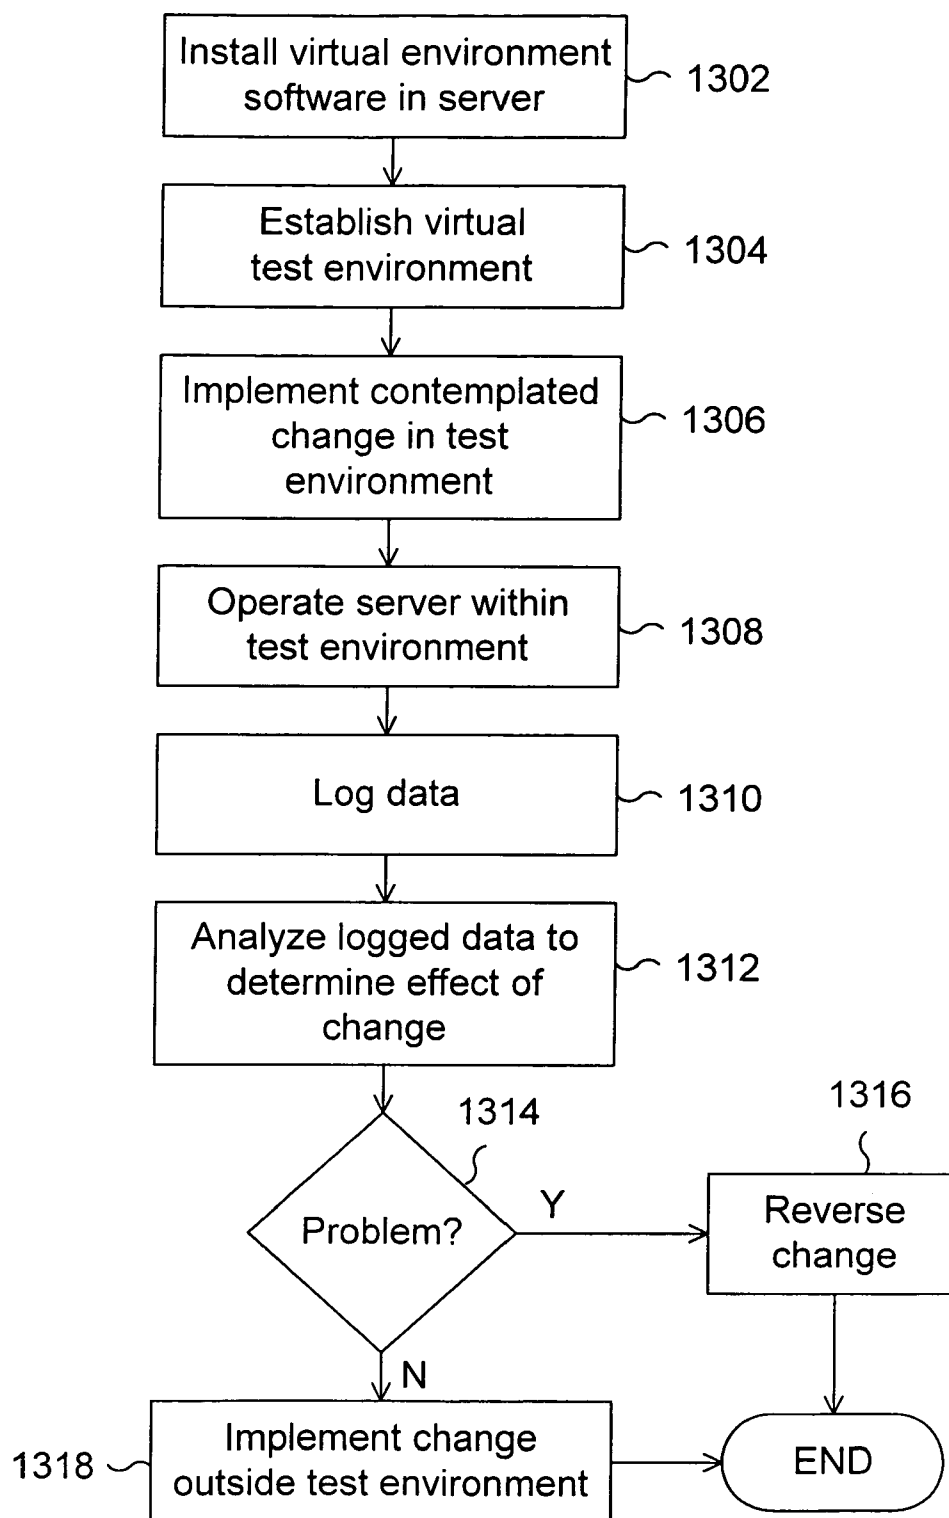 Install virtual environment
software in server
1302
Establish virtual
test environment
1304
Implement contemplated
change in test
environment
1306
Operate server within
test environment
1308
Log data
1310
Analyze logged data to
determine effect of
change
1312
1314
Problem?
Y
1316
Reverse
change
N
Implement change
outside test environment
1318
END